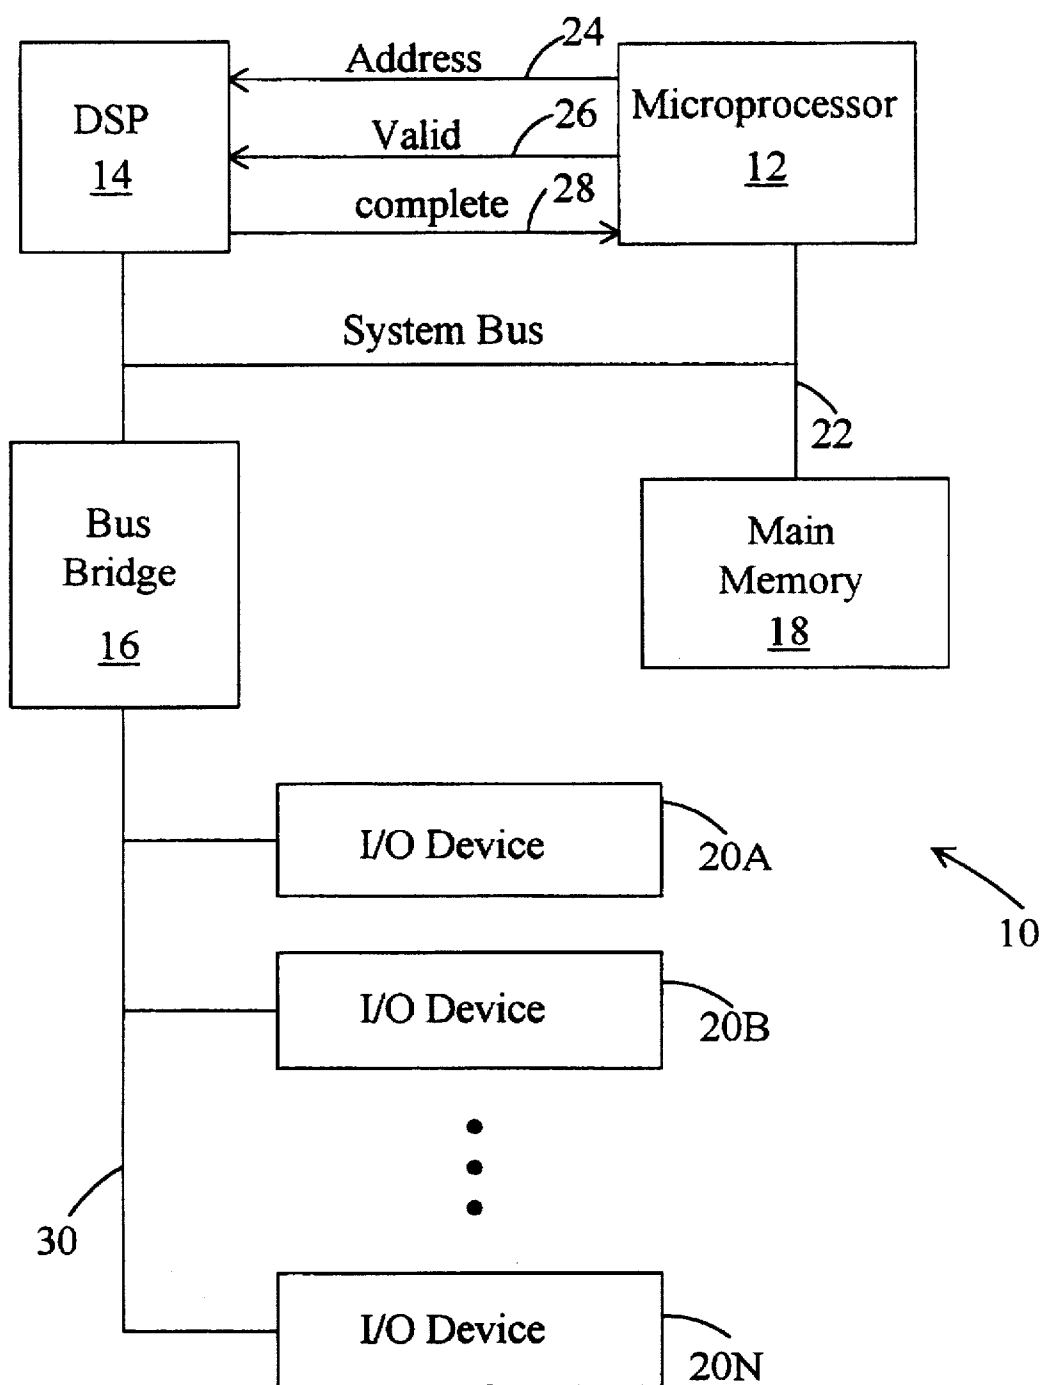 24
Address
DSP
14
Microprocessor
12
26
Valid
28
complete
System Bus
22
Bus
Bridge
16
Main
Memory
18
I/O Device
20A
10
I/O Device
20B
30
I/O Device
20N